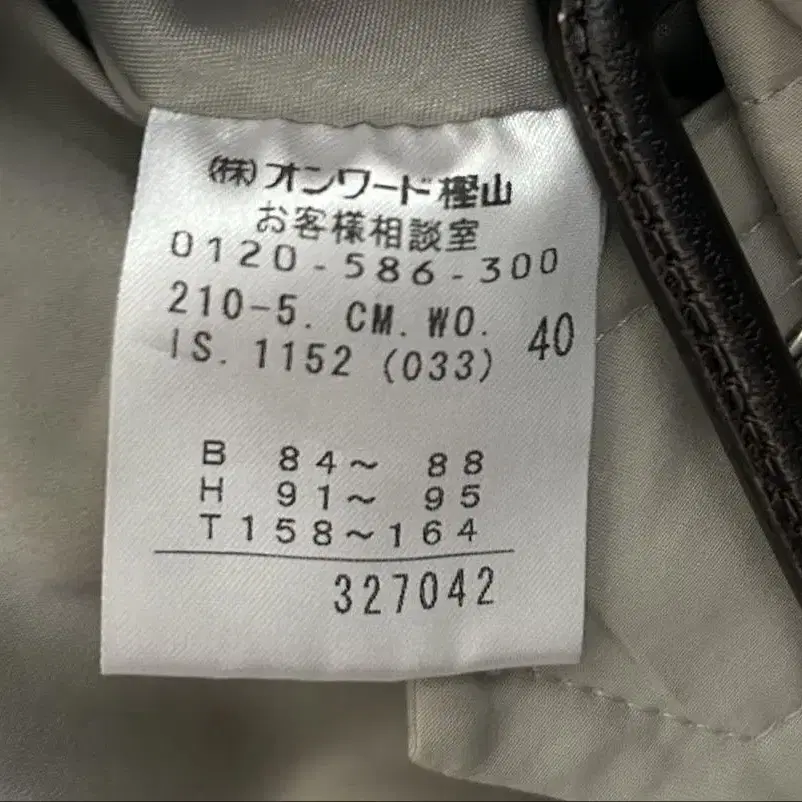 (株)オンワード樫山
お客様相談室
0120-586-300
210-5. CM. WO.
IS. 1152 (033) 40
B 84～ 88
H 91～ 95
T158～164
327042